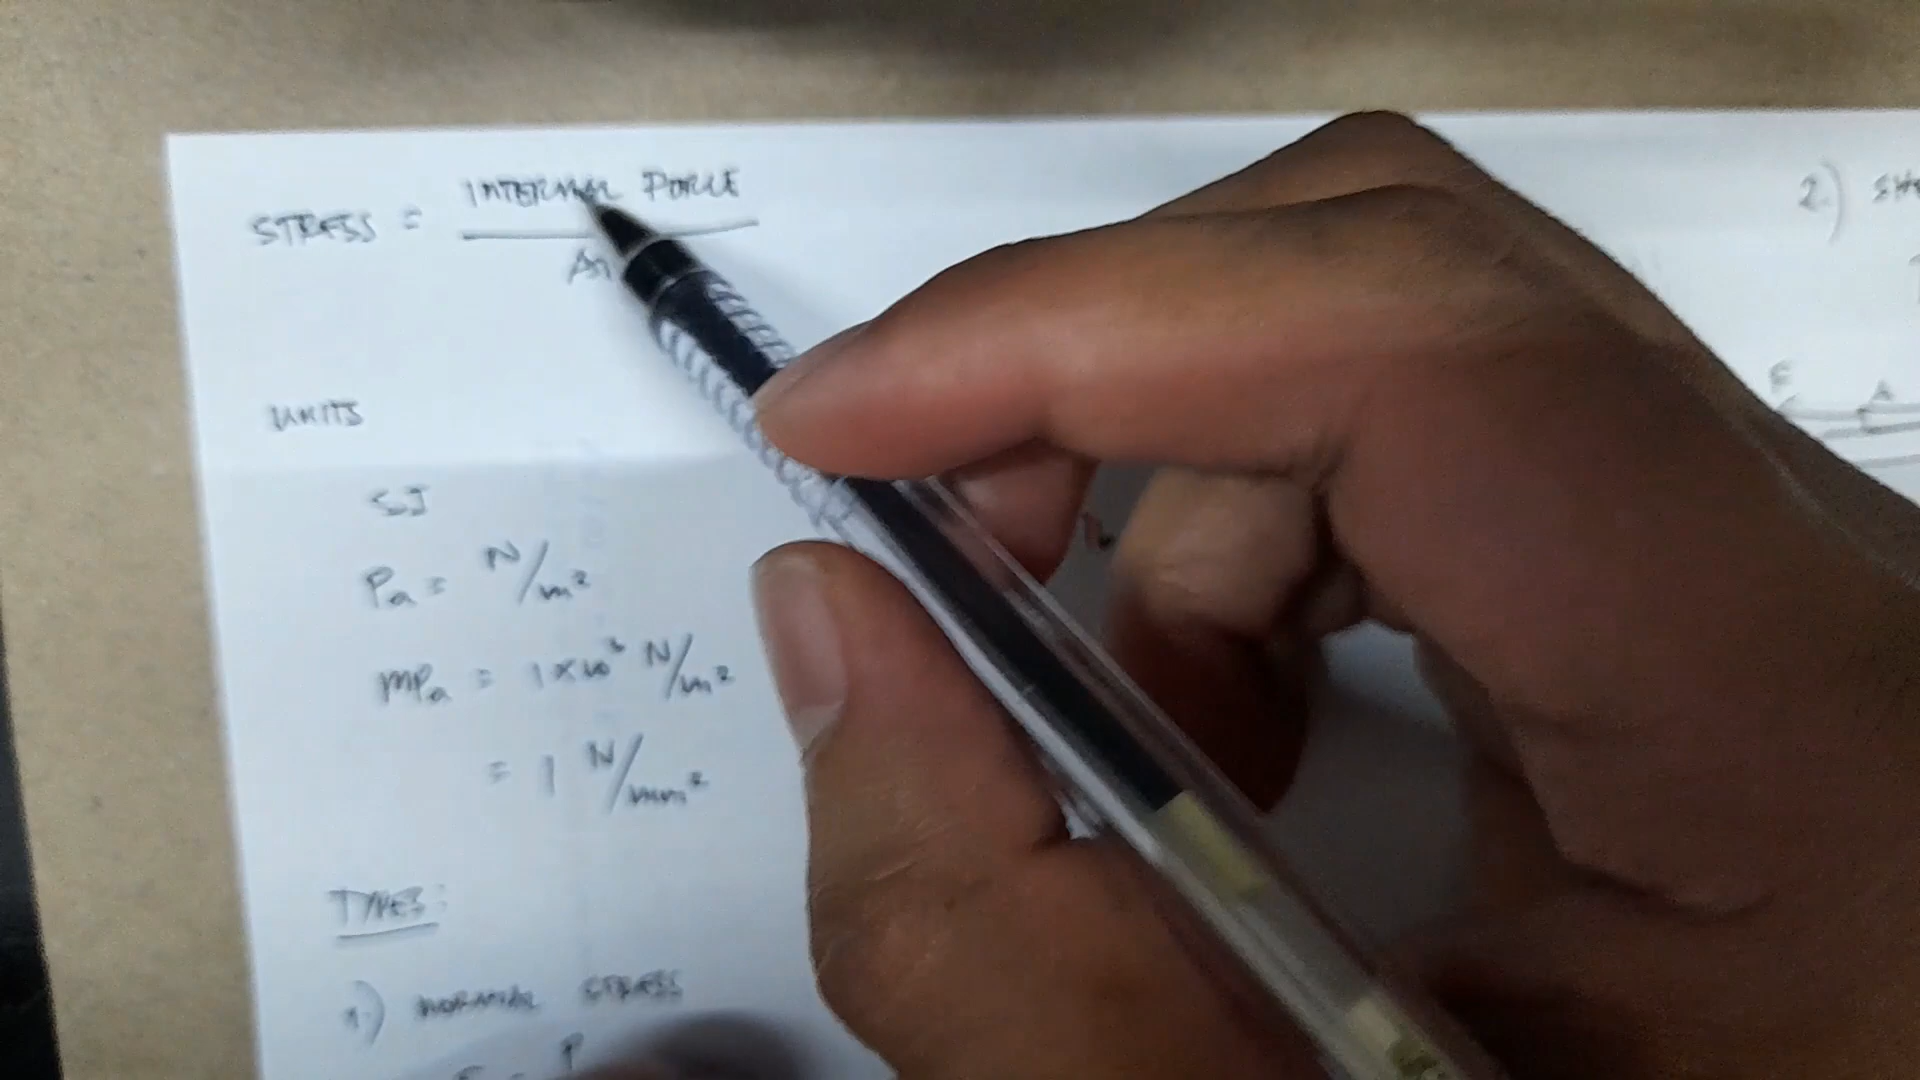 STRESS = INTERNAL FORCE
UNITS
SI
Pa = N/m²
MPa = 1×10⁶ N/m²
= 1 N/mm²
TYPES:
1.) NORMAL STRESS
P
2.)
E A